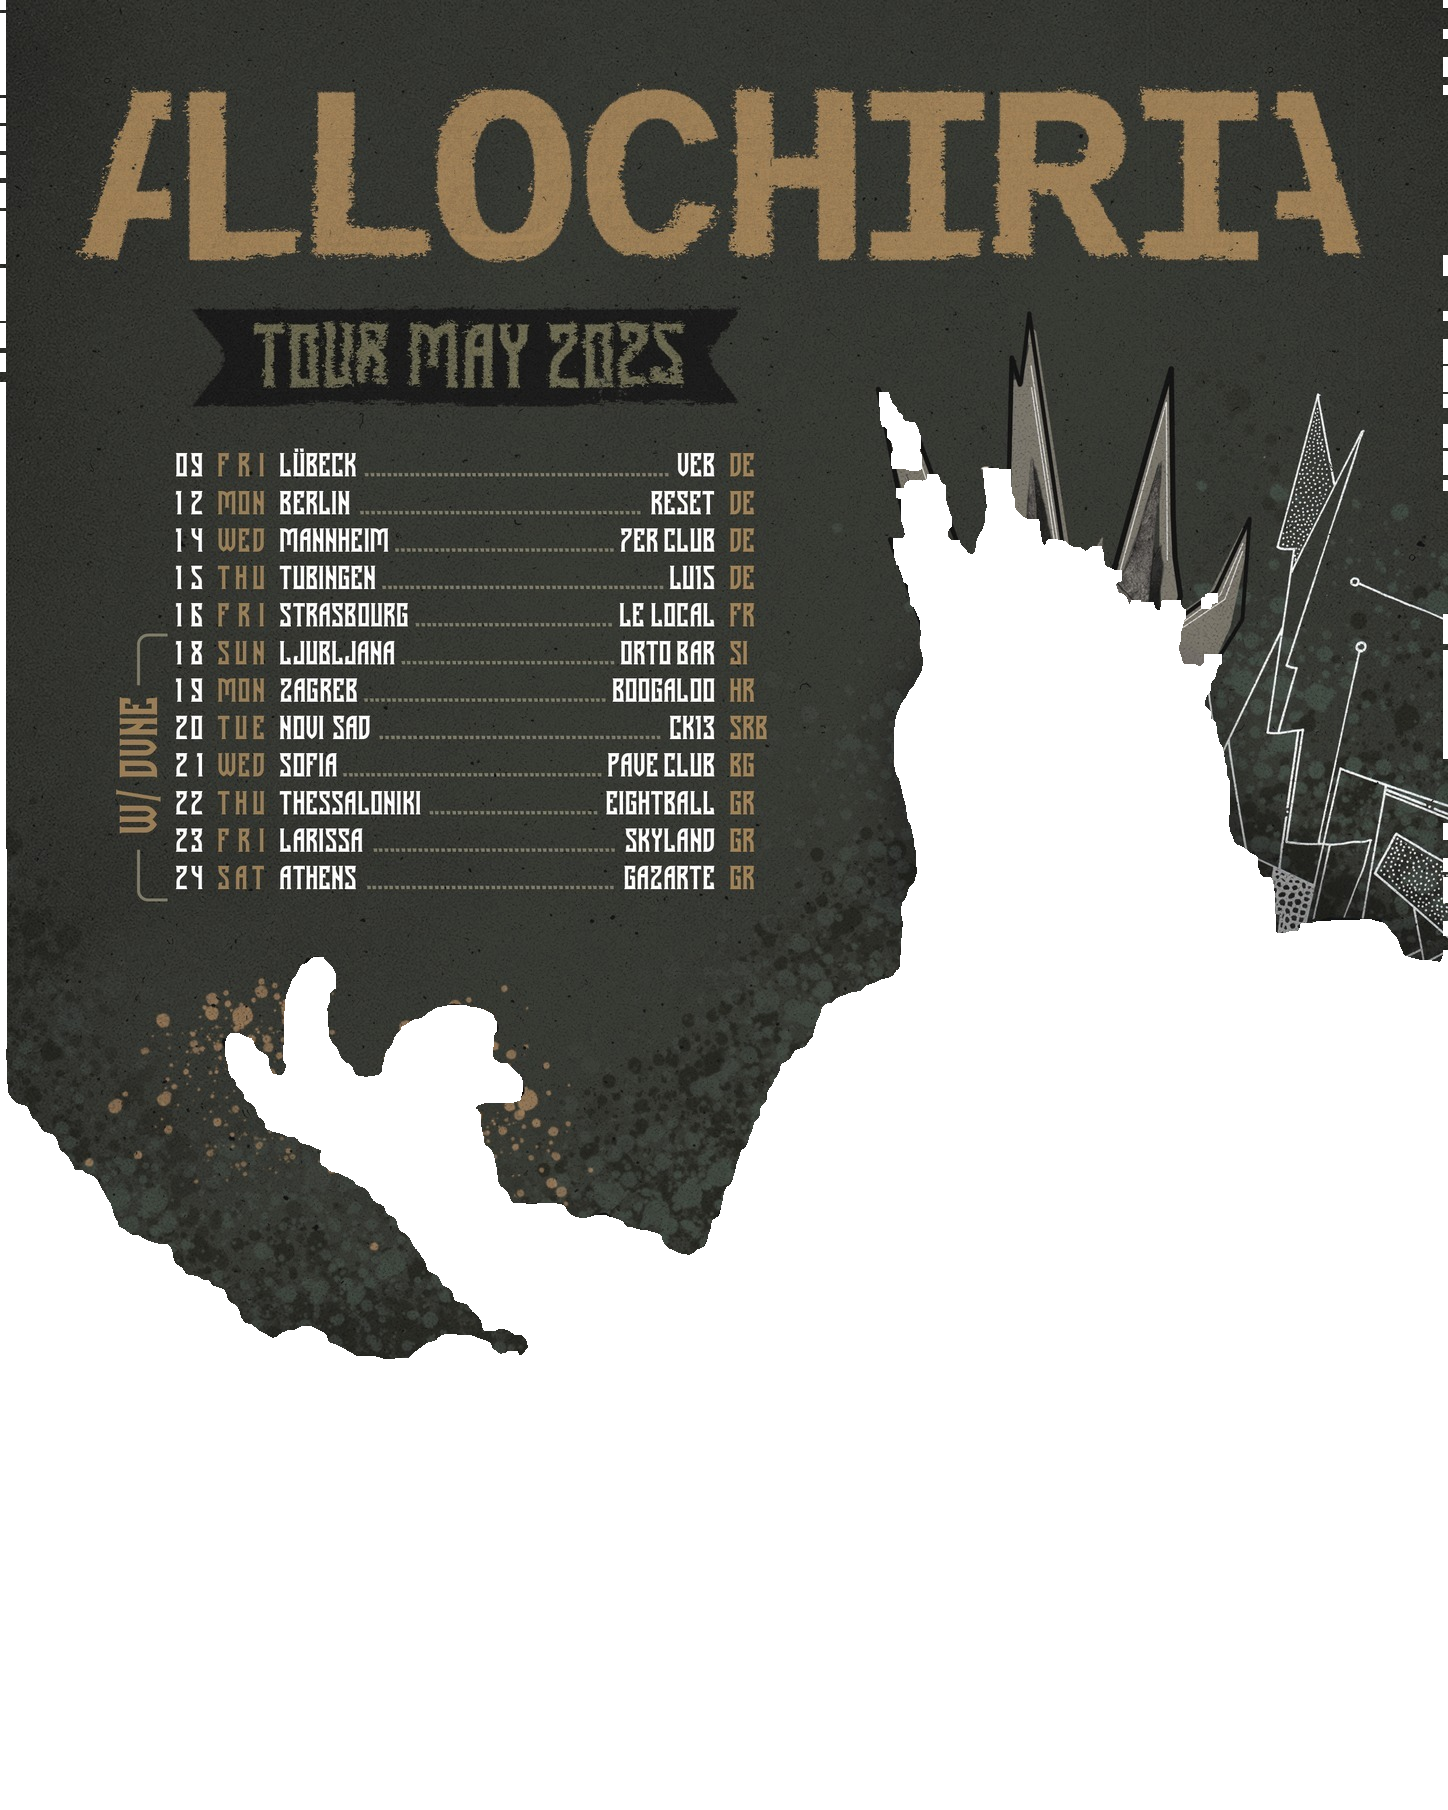 ALLOCHIRIA
TOUR MAY 2025
09 FRI LÜBECK VEB DE
12 MON BERLIN RESET DE
14 WED MANNHEIM 7ER CLUB DE
15 THU TUBINGEN LU15 DE
16 FRI STRASBOURG LE LOCAL FR
18 SUN LJUBLJANA ORTO BAR SI
19 MON ZAGREB BOOGALOO HR
20 TUE NOVI SAD CK13 SRB
21 WED SOFIA PAVE CLUB BG
22 THU THESSALONIKI EIGHTBALL GR
23 FRI LARISSA SKYLAND GR
24 SAT ATHENS GAZARTE GR
W/ DUNE